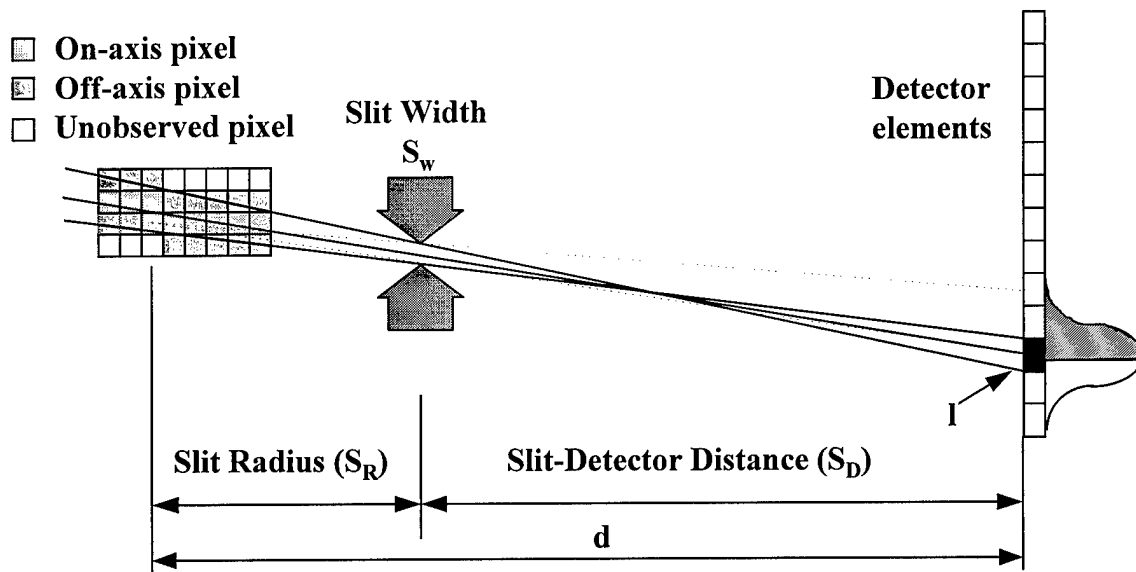 On-axis pixel
Off-axis pixel
Unobserved pixel
Slit Width
S_w
Detector
elements
l
Slit Radius (S_R)
Slit-Detector Distance (S_D)
d